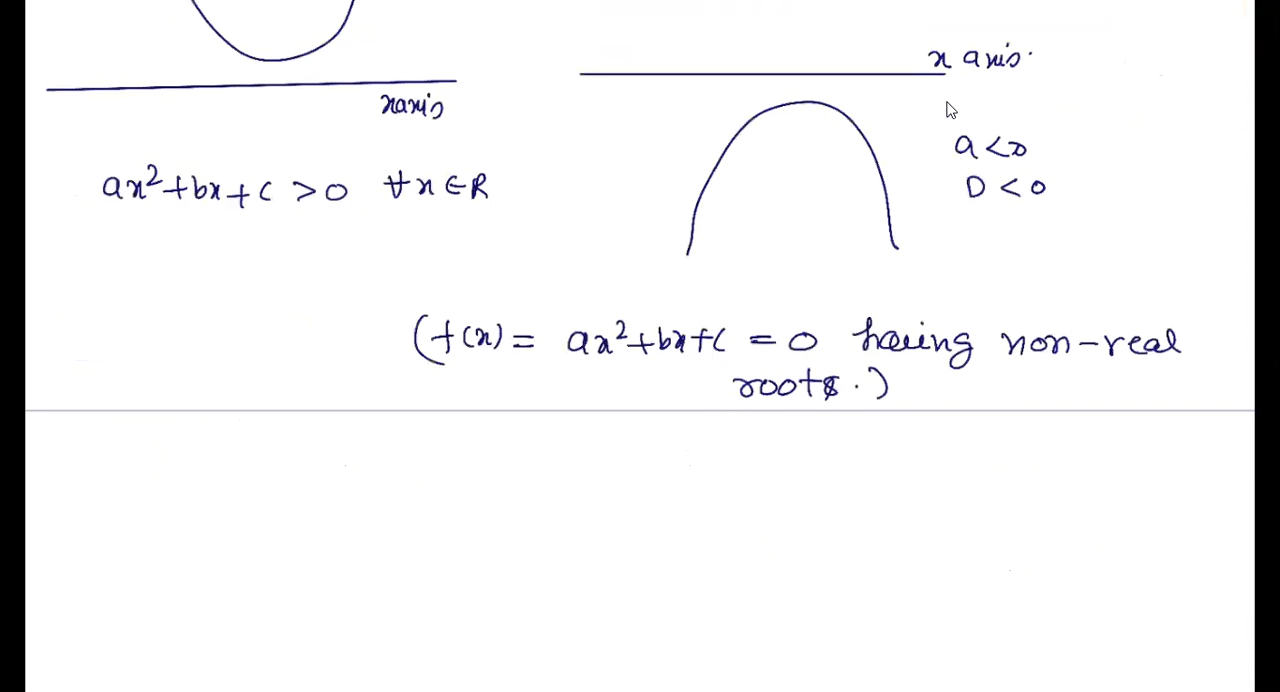 x axis
x axis.
a < 0
D < 0
ax²+bx+c > 0 ∀x∈R
(f(x) = ax²+bx+c = 0 having non-real
roots.)